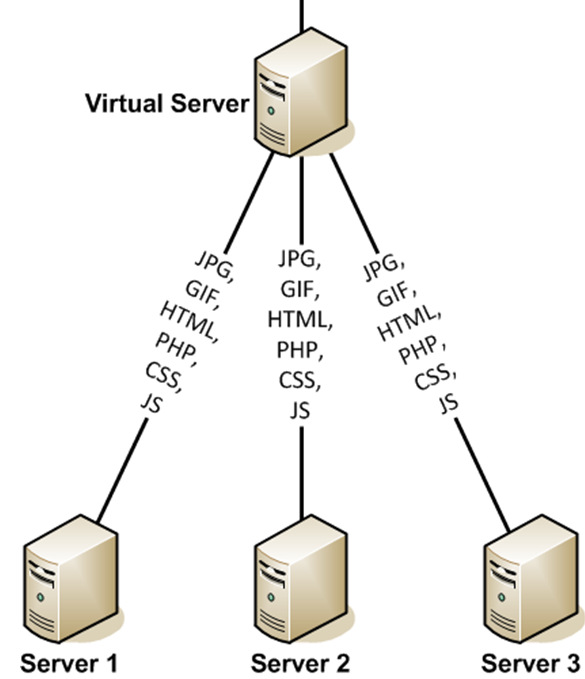 Virtual Server
JPG,
GIF,
HTML,
PHP,
CSS,
JS
JPG,
GIF,
HTML,
PHP,
CSS,
JS
JPG,
GIF,
HTML,
PHP,
CSS,
JS
Server 1
Server 2
Server 3